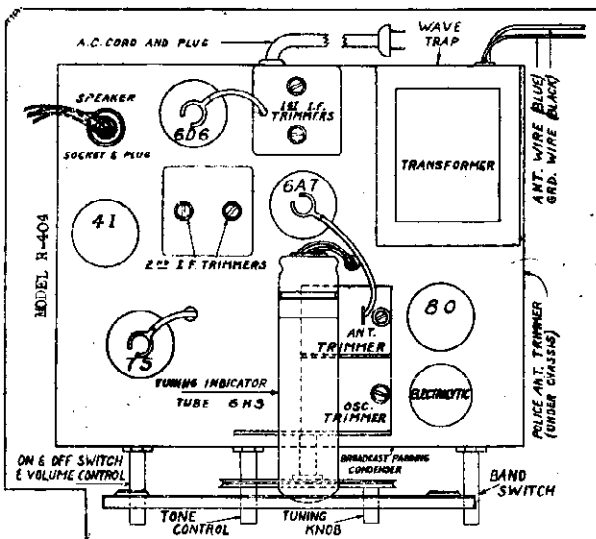 A.C. CORD AND PLUG
WAVE
TRAP
SPEAKER
SOCKET & PLUG
6D6
1st I.F.
TRIMMERS
TRANSFORMER
ANT. WIRE (BLUE)
GRD. WIRE (BLACK)
41
6A7
2ND I.F. TRIMMERS
MODEL R-404
75
ANT.
TRIMMER
80
TUNING INDICATOR
TUBE 6H5
OSC.
TRIMMER
ELECTROLYTIC
POLICE ANT. TRIMMER
(UNDER CHASSIS)
ON & OFF SWITCH
& VOLUME CONTROL
BROADCAST PADDING
CONDENSER
BAND
SWITCH
TONE
CONTROL
TUNING
KNOB